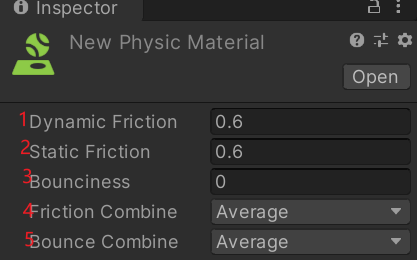 Inspector
New Physic Material
Open
1 Dynamic Friction 0.6
2 Static Friction 0.6
3 Bounciness 0
4 Friction Combine Average
5 Bounce Combine Average